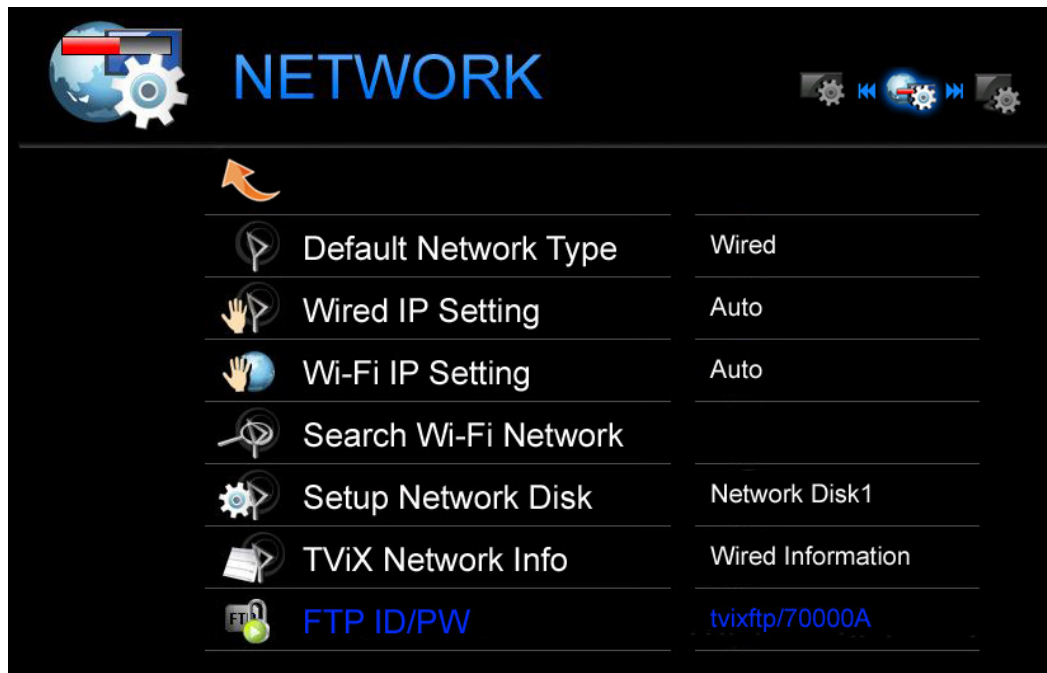 NETWORK
Default Network Type Wired
Wired IP Setting Auto
Wi-Fi IP Setting Auto
Search Wi-Fi Network
Setup Network Disk Network Disk1
TViX Network Info Wired Information
FTP
FTP ID/PW tvixftp/70000A